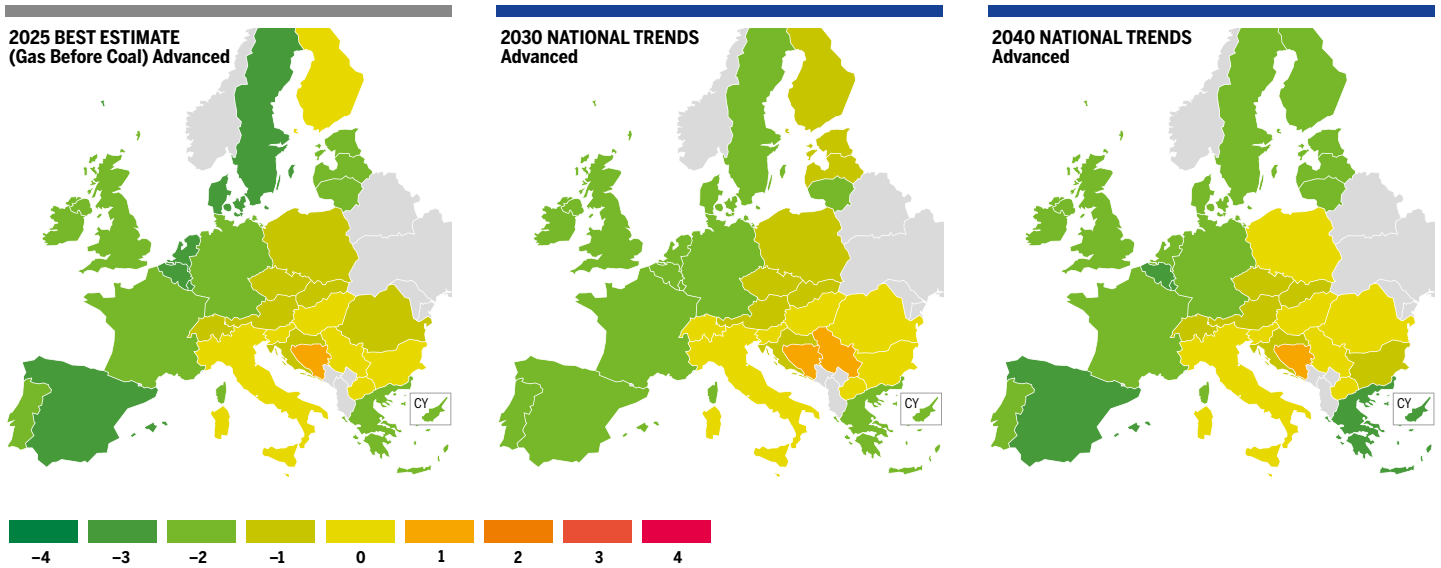 2025 BEST ESTIMATE
(Gas Before Coal) Advanced
2030 NATIONAL TRENDS
Advanced
2040 NATIONAL TRENDS
Advanced
CY
CY
CY
–4
–3
–2
–1
0
1
2
3
4